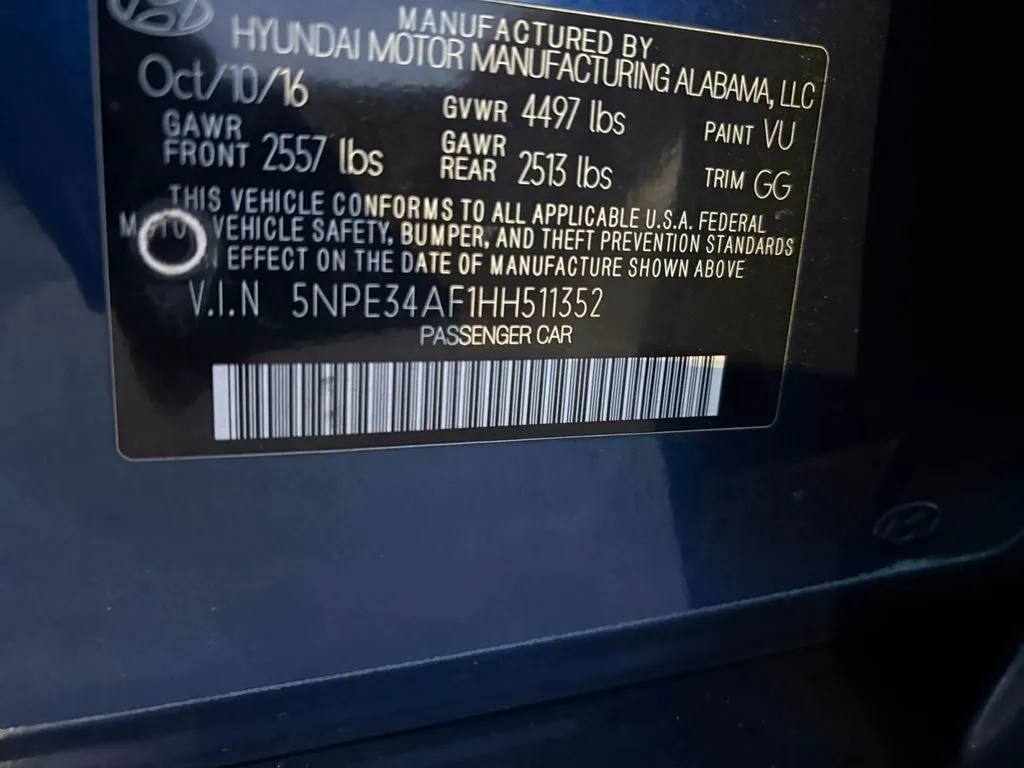 MANUFACTURED BY
HYUNDAI MOTOR MANUFACTURING ALABAMA, LLC
Oct/10/16 GVWR 4497 lbs PAINT VU
GAWR FRONT 2557 lbs GAWR REAR 2513 lbs TRIM GG
THIS VEHICLE CONFORMS TO ALL APPLICABLE U.S.A. FEDERAL
VEHICLE SAFETY, BUMPER, AND THEFT PREVENTION STANDARDS
EFFECT ON THE DATE OF MANUFACTURE SHOWN ABOVE
V.I.N 5NPE34AF1HH511352
PASSENGER CAR